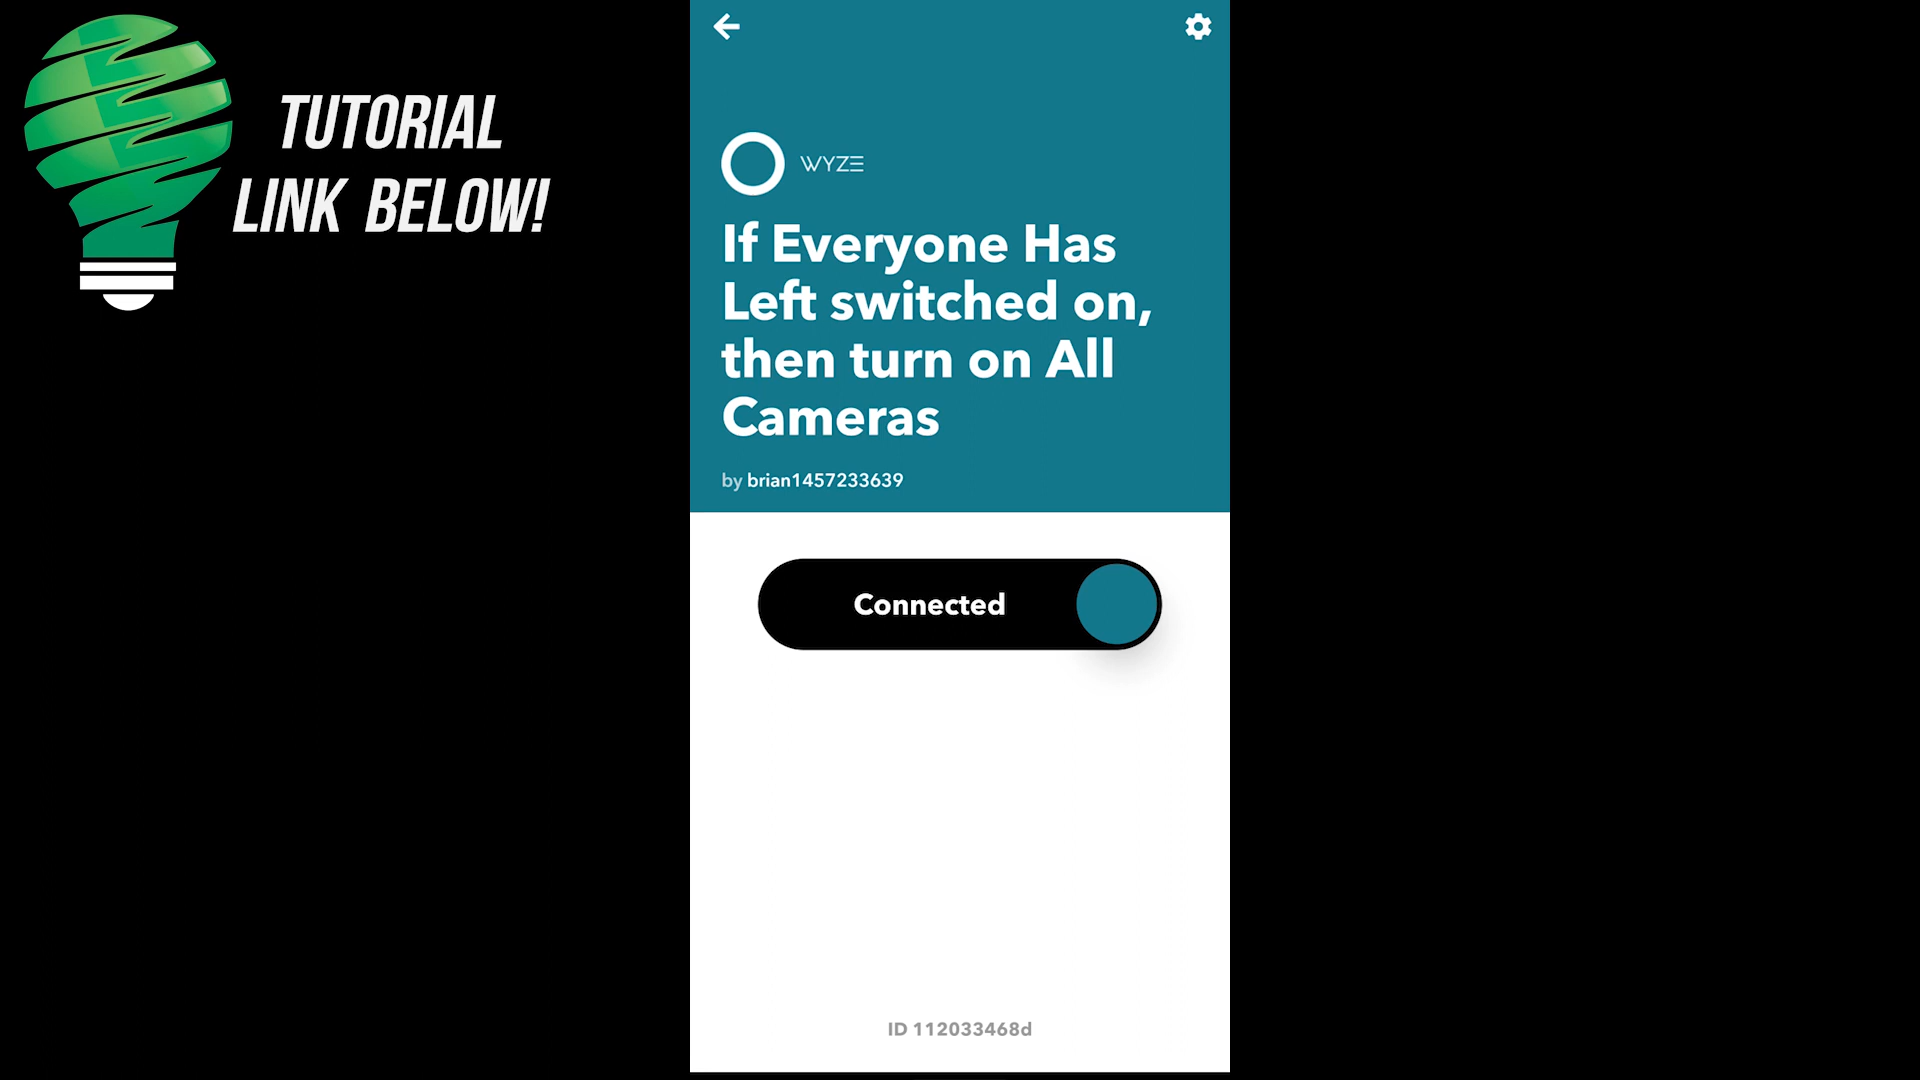 TUTORIAL
LINK BELOW!
WYZE
If Everyone Has
Left switched on,
then turn on All
Cameras
by brian1457233639
Connected
ID 112033468d